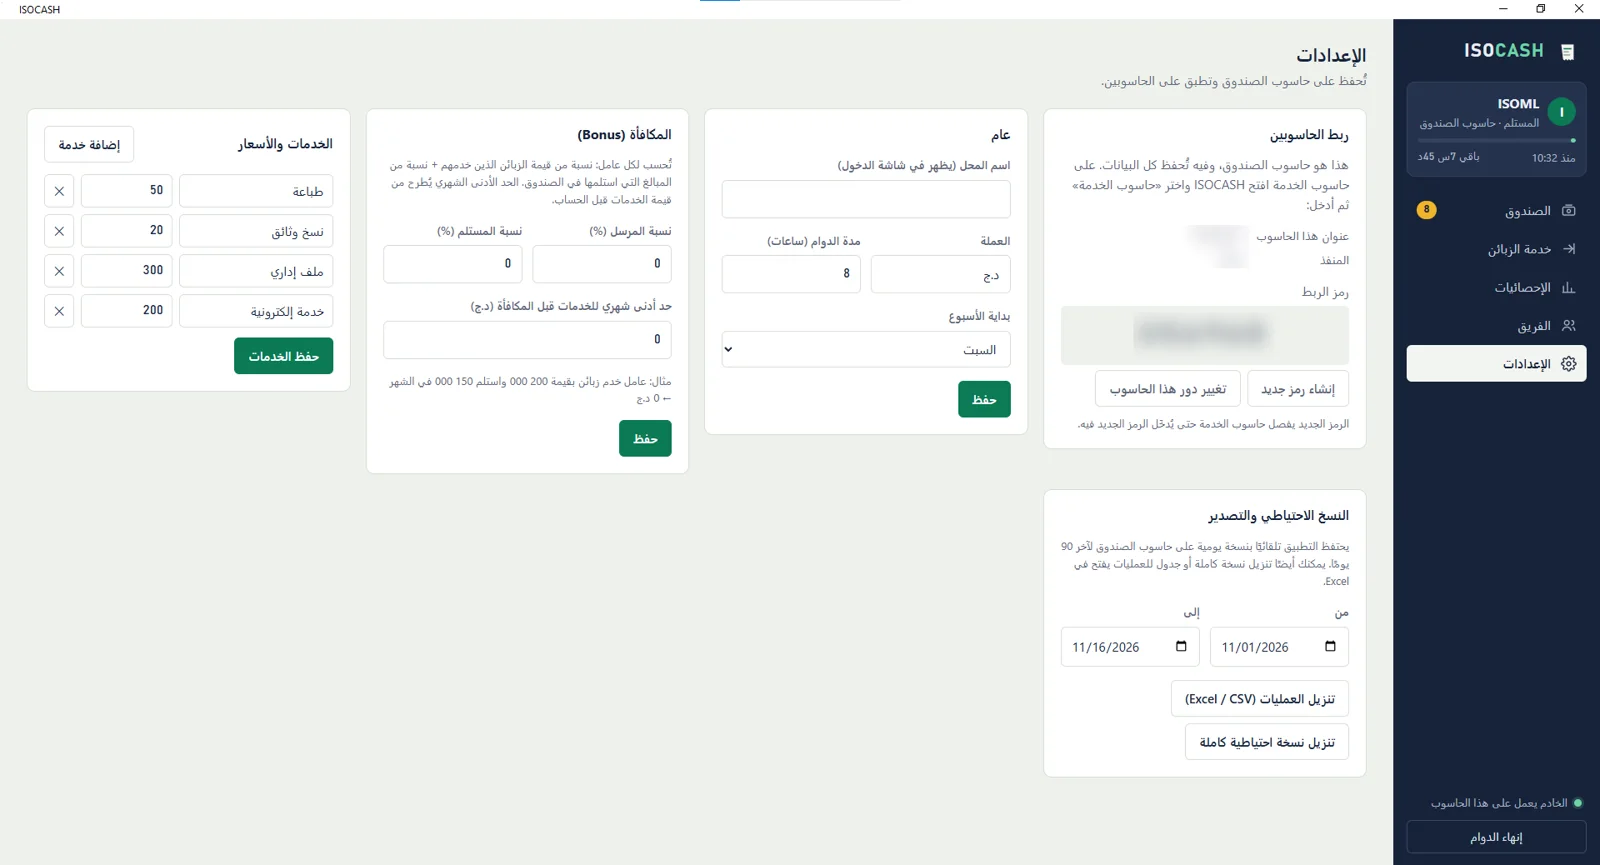 ISOCASH
ISOCASH
ISOML
I
المستلم · حاسوب الصندوق
منذ 10:32
باقي 7س 45د
الصندوق
8
خدمة الزبائن
الإحصائيات
الفريق
الإعدادات
الخادم يعمل على هذا الحاسوب
إنهاء الدوام
الإعدادات
تُحفظ على حاسوب الصندوق وتطبق على الحاسوبين.
ربط الحاسوبين
هذا هو حاسوب الصندوق، وفيه تُحفظ كل البيانات. على
حاسوب الخدمة افتح ISOCASH واختر «حاسوب الخدمة»
ثم أدخل:
عنوان هذا الحاسوب
المنفذ
رمز الربط
إنشاء رمز جديد
تغيير دور هذا الحاسوب
الرمز الجديد يفصل حاسوب الخدمة حتى يُدخَل الرمز الجديد فيه.
عام
اسم المحل (يظهر في شاشة الدخول)
العملة
مدة الدوام (ساعات)
د.ج
8
بداية الأسبوع
السبت
حفظ
المكافأة (Bonus)
تُحسب لكل عامل: نسبة من قيمة الزبائن الذين خدمهم + نسبة من
المبالغ التي استلمها في الصندوق. الحد الأدنى الشهري يُطرح من
قيمة الخدمات قبل الحساب.
نسبة المرسل (%)
نسبة المستلم (%)
0
0
حد أدنى شهري للخدمات قبل المكافأة (د.ج)
0
مثال: عامل خدم زبائن بقيمة 200 000 واستلم 150 000 في الشهر
← 0 د.ج
حفظ
الخدمات والأسعار
إضافة خدمة
طباعة
50
نسخ وثائق
20
ملف إداري
300
خدمة إلكترونية
200
حفظ الخدمات
النسخ الاحتياطي والتصدير
يحتفظ التطبيق تلقائيًا بنسخة يومية على حاسوب الصندوق لآخر 90
يومًا. يمكنك أيضًا تنزيل نسخة كاملة أو جدول للعمليات يفتح في
Excel.
من
إلى
11/01/2026
11/16/2026
تنزيل العمليات (Excel / CSV)
تنزيل نسخة احتياطية كاملة